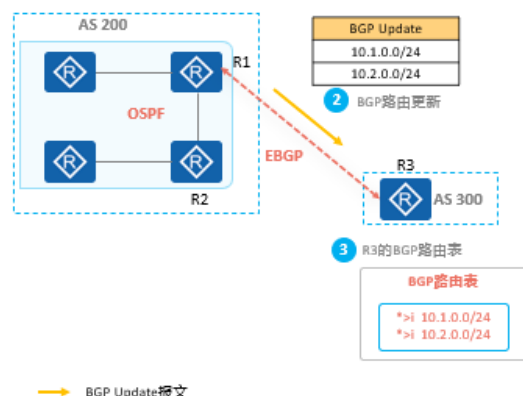 AS 200
R
R
R1
OSPF
R
R
R2
BGP Update
10.1.0.0/24
10.2.0.0/24
2 BGP路由更新
EBGP
R3
R
AS 300
3 R3的BGP路由表
BGP路由表
*>i 10.1.0.0/24
*>i 10.2.0.0/24
BGP Update报文